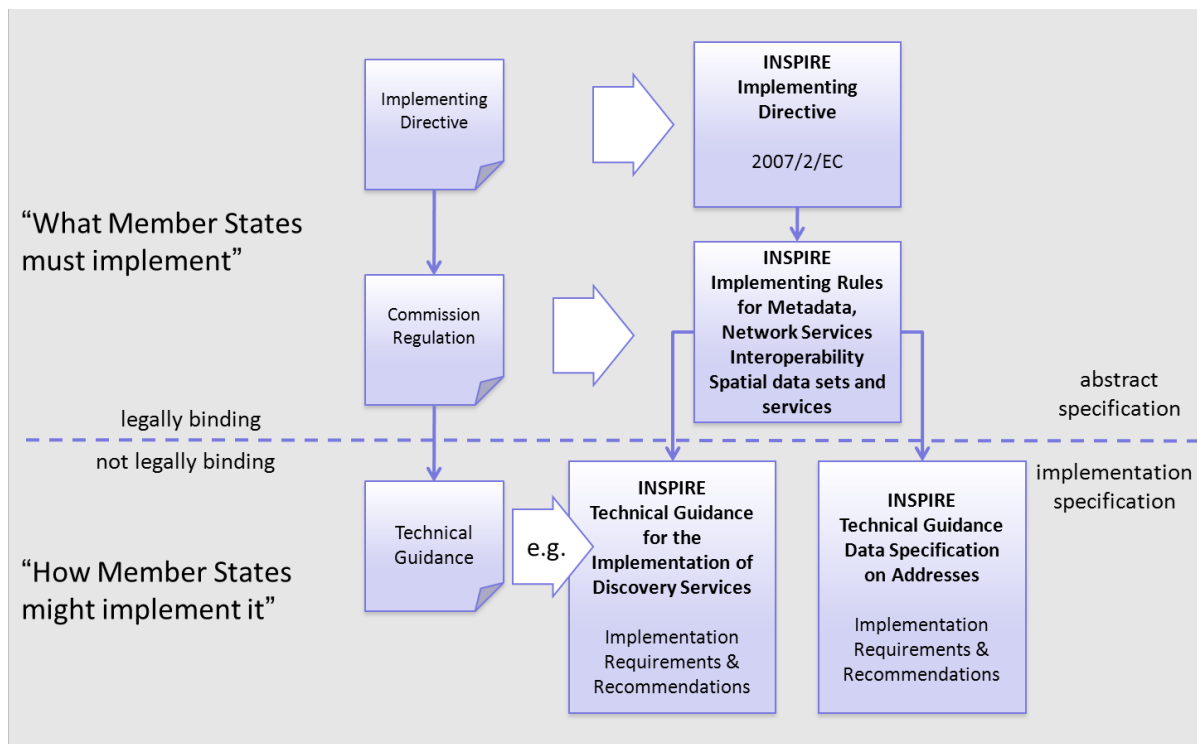 Implementing
Directive
INSPIRE
Implementing
Directive
2007/2/EC
“What Member States
must implement”
Commission
Regulation
INSPIRE
Implementing Rules
for Metadata,
Network Services
Interoperability
Spatial data sets and
services
abstract
specification
legally binding
not legally binding
implementation
specification
“How Member States
might implement it”
Technical
Guidance
e.g.
INSPIRE
Technical Guidance
for the
Implementation of
Discovery Services
Implementation
Requirements &
Recommendations
INSPIRE
Technical Guidance
Data Specification
on Addresses
Implementation
Requirements &
Recommendations